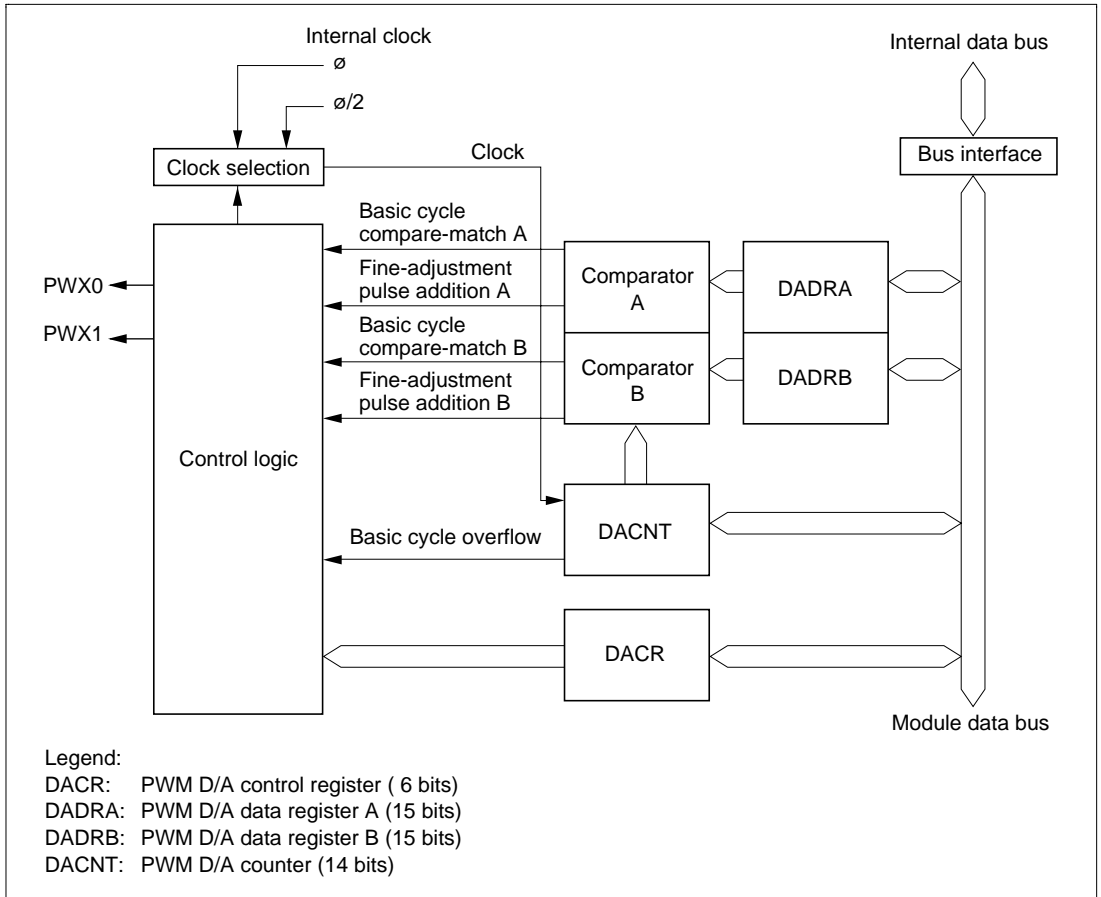 Internal clock
ø
ø/2
Internal data bus
Clock selection
Clock
Bus interface
Basic cycle
compare-match A
Fine-adjustment
pulse addition A
Basic cycle
compare-match B
Fine-adjustment
pulse addition B
PWX0
PWX1
Comparator
A
DADRA
Comparator
B
DADRB
Control logic
Basic cycle overflow
DACNT
DACR
Module data bus
Legend:
DACR: PWM D/A control register ( 6 bits)
DADRA: PWM D/A data register A (15 bits)
DADRB: PWM D/A data register B (15 bits)
DACNT: PWM D/A counter (14 bits)